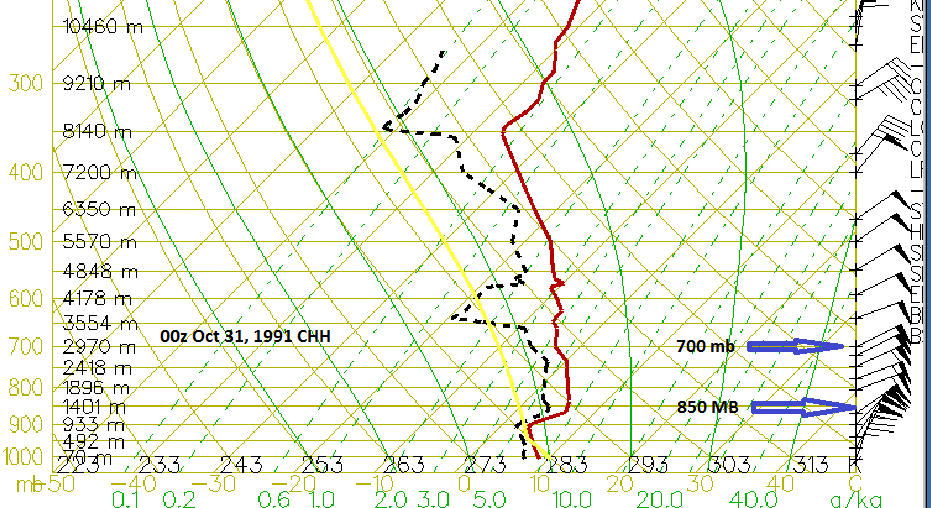 10460 m
300 9210 m
8140 m
400 7200 m
6350 m
500 5570 m
4848 m
600 4178 m
3554 m
00z Oct 31, 1991 CHH
700 2970 m
700 mb
2418 m
800 1896 m
1401 m
850 MB
900 933 m
492 m
1000 70 m
253 263 273 283 293 303 313 K
mb -50 -40 -30 -20 -10 0 10 20 30 40 C
0.1 0.2 0.6 1.0 2.0 3.0 5.0 10.0 20.0 40.0 g/kg